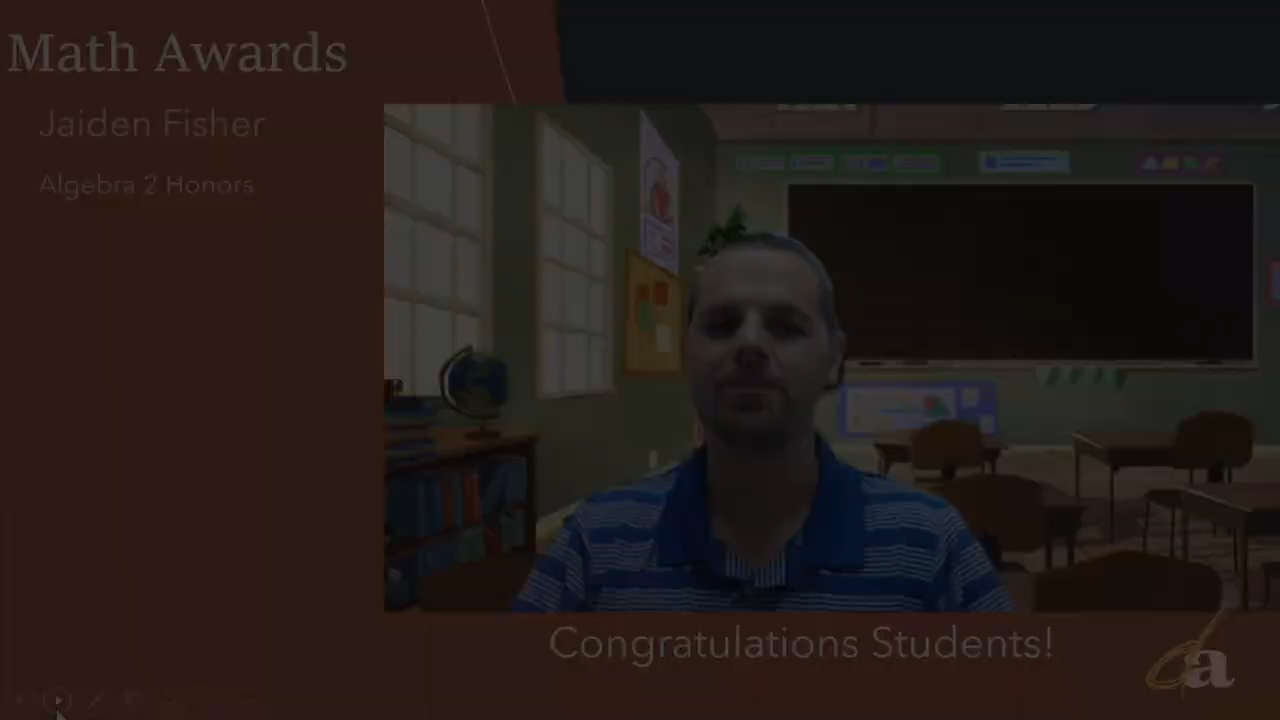 Math Awards
Jaiden Fisher
Algebra 2 Honors
Congratulations Students!
a